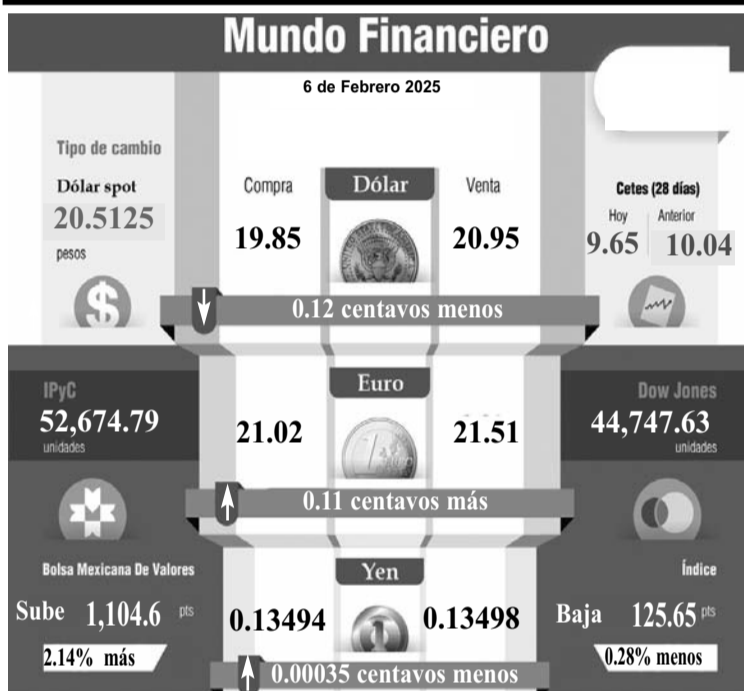 Mundo Financiero
6 de Febrero 2025
Tipo de cambio
Dólar spot
20.5125
pesos
$
Compra
Dólar
Venta
19.85
20.95
0.12 centavos menos
Cetes (28 días)
Hoy
Anterior
9.65
10.04
IPyC
52,674.79
unidades
Euro
21.02
21.51
0.11 centavos más
Dow Jones
44,747.63
unidades
Bolsa Mexicana De Valores
Sube 1,104.6 pts
2.14% más
Yen
0.13494
0.13498
0.00035 centavos menos
Índice
Baja 125.65 pts
0.28% menos